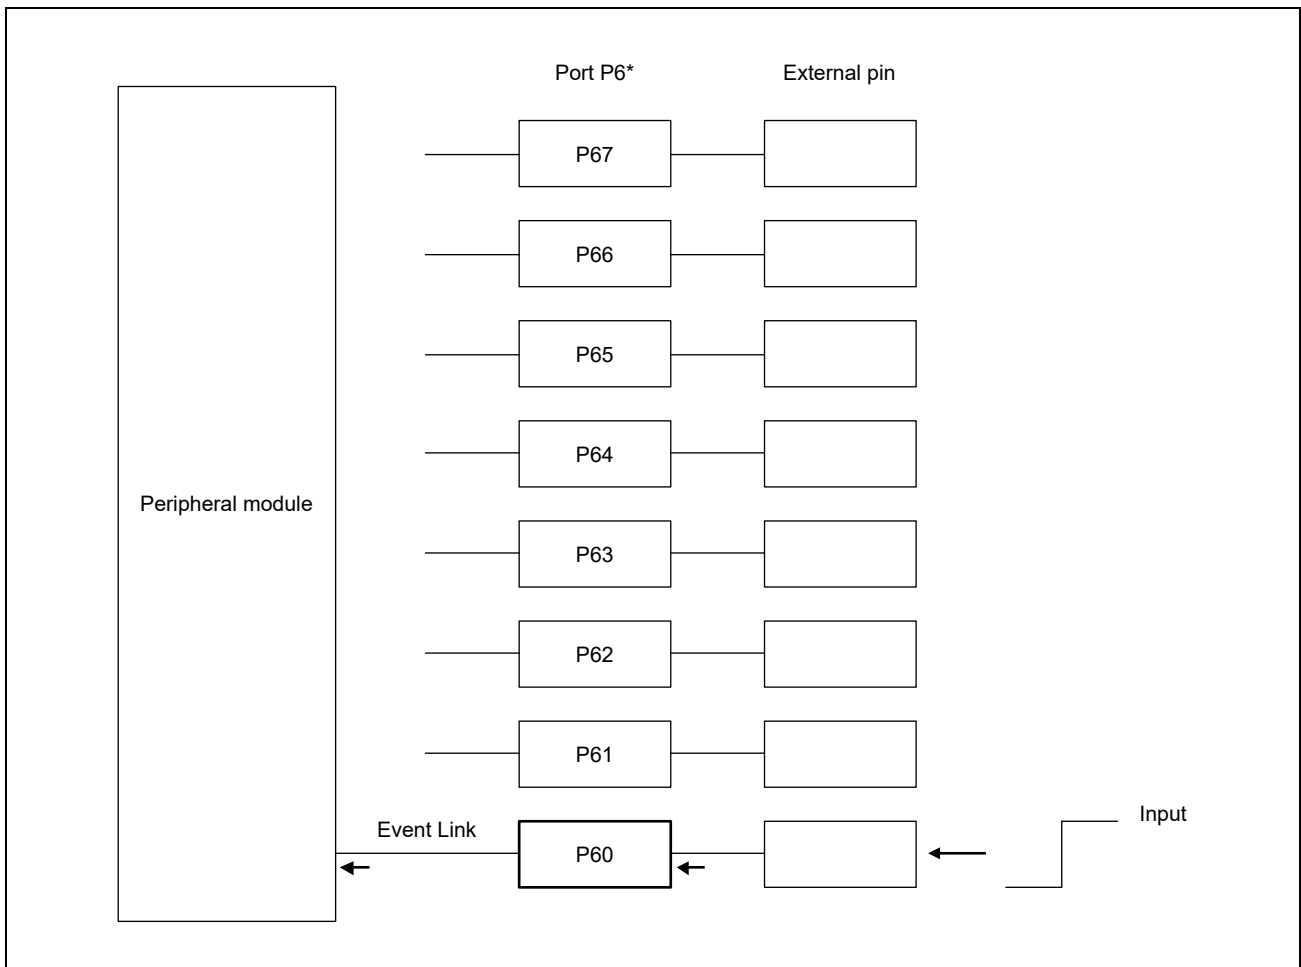 Port P6*
External pin
P67
P66
P65
P64
Peripheral module
P63
P62
P61
Input
Event Link
P60